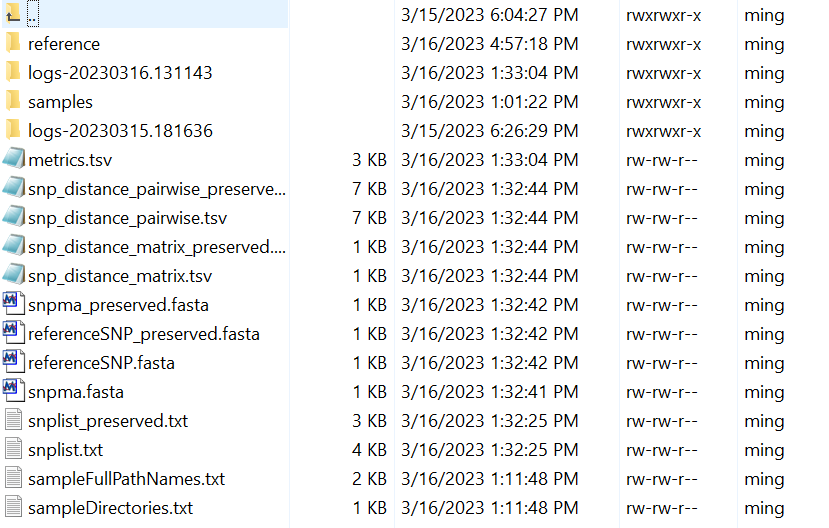 .. 3/15/2023 6:04:27 PM rwxrwxr-x ming
reference 3/16/2023 4:57:18 PM rwxrwxr-x ming
logs-20230316.131143 3/16/2023 1:33:04 PM rwxrwxr-x ming
samples 3/16/2023 1:01:22 PM rwxrwxr-x ming
logs-20230315.181636 3/15/2023 6:26:29 PM rwxrwxr-x ming
metrics.tsv 3 KB 3/16/2023 1:33:04 PM rw-rw-r-- ming
snp_distance_pairwise_preserve... 7 KB 3/16/2023 1:32:44 PM rw-rw-r-- ming
snp_distance_pairwise.tsv 7 KB 3/16/2023 1:32:44 PM rw-rw-r-- ming
snp_distance_matrix_preserved.... 1 KB 3/16/2023 1:32:44 PM rw-rw-r-- ming
snp_distance_matrix.tsv 1 KB 3/16/2023 1:32:44 PM rw-rw-r-- ming
snpma_preserved.fasta 1 KB 3/16/2023 1:32:42 PM rw-rw-r-- ming
referenceSNP_preserved.fasta 1 KB 3/16/2023 1:32:42 PM rw-rw-r-- ming
referenceSNP.fasta 1 KB 3/16/2023 1:32:42 PM rw-rw-r-- ming
snpma.fasta 1 KB 3/16/2023 1:32:41 PM rw-rw-r-- ming
snplist_preserved.txt 3 KB 3/16/2023 1:32:25 PM rw-rw-r-- ming
snplist.txt 4 KB 3/16/2023 1:32:25 PM rw-rw-r-- ming
sampleFullPathNames.txt 2 KB 3/16/2023 1:11:48 PM rw-rw-r-- ming
sampleDirectories.txt 1 KB 3/16/2023 1:11:48 PM rw-rw-r-- ming